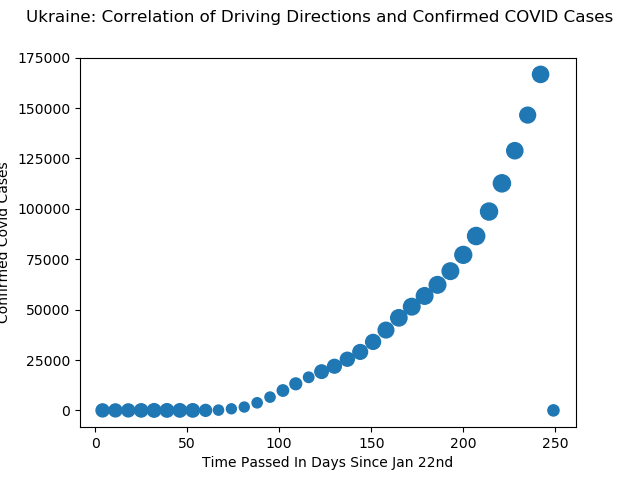 Ukraine: Correlation of Driving Directions and Confirmed COVID Cases
175000
150000
125000
100000
75000
50000
25000
0
Confirmed Covid Cases
0 50 100 150 200 250
Time Passed In Days Since Jan 22nd